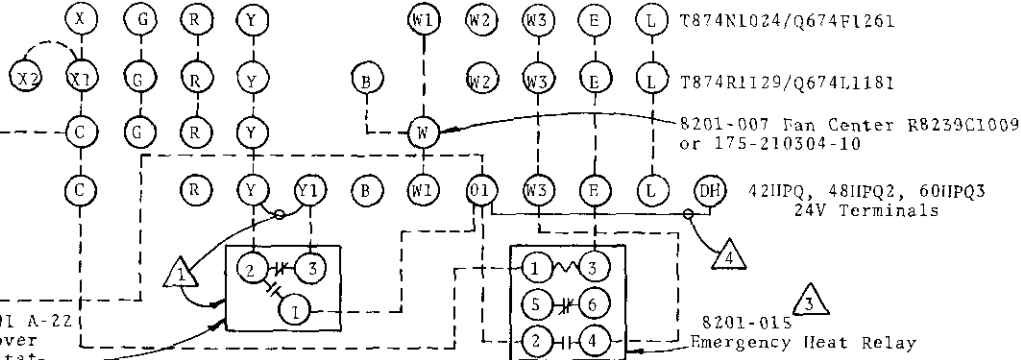 X G R Y W1 W2 W3 E L T874N1024/Q674F1261
X2 X1 G R Y B W2 W3 E L T874R1129/Q674L1181
C G R Y W 8201-007 Fan Center R8239C1009
or 175-210304-10
C R Y Y1 B W1 O1 W3 E L DH 42HPQ, 48HPQ2, 60HPQ3
24V Terminals
1 4
2 3 1 3
1 5 6 3
A-22 8201-015
over 2 4 Emergency Heat Relay